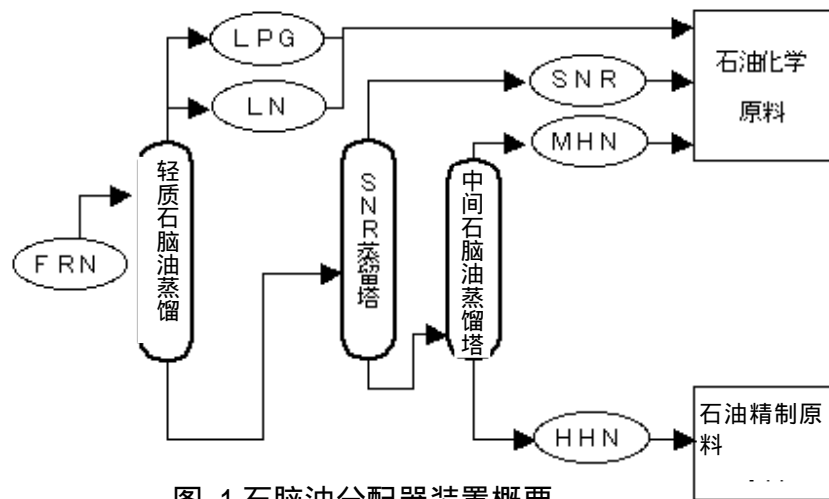 LPG
LN
SNR
MHN
石油化学
原料
FRN
轻质石脑油蒸馏
SNR蒸馏塔
中间石脑油蒸馏塔
HHN
石油精制原
料
图 1 石脑油分配器装置概要